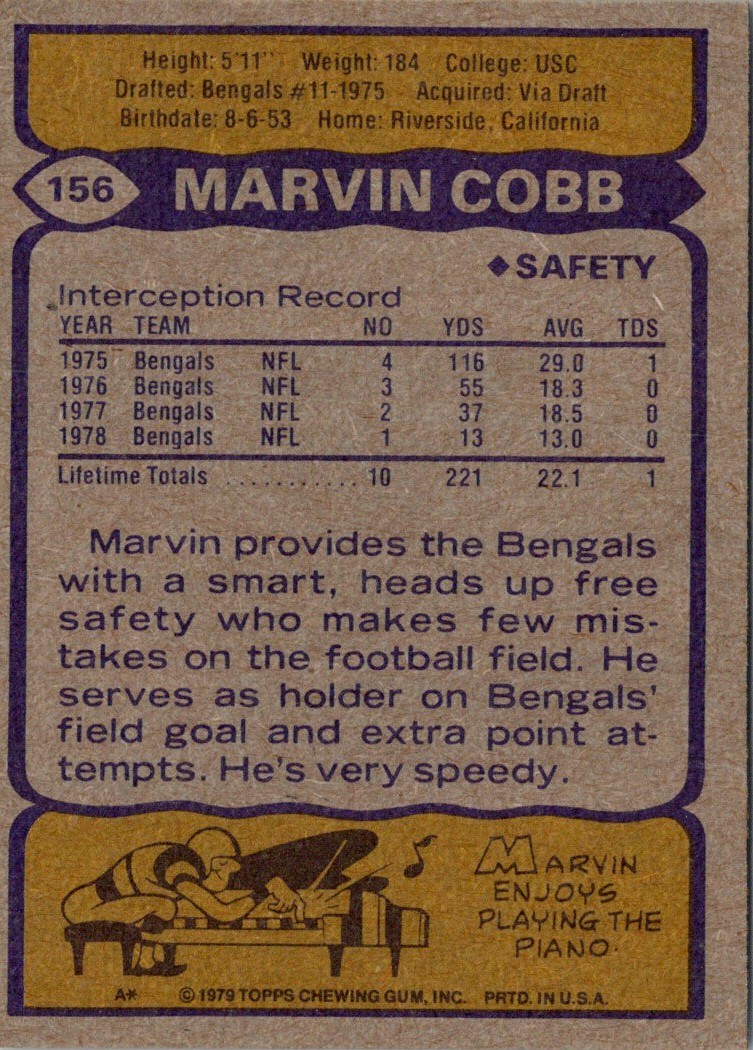 Height: 5'11" Weight: 184 College: USC
Drafted: Bengals #11-1975 Acquired: Via Draft
Birthdate: 8-6-53 Home: Riverside, California
156 MARVIN COBB
◆SAFETY
Interception Record
YEAR TEAM NO YDS AVG TDS
1975 Bengals NFL 4 116 29.0 1
1976 Bengals NFL 3 55 18.3 0
1977 Bengals NFL 2 37 18.5 0
1978 Bengals NFL 1 13 13.0 0
Lifetime Totals ........... 10 221 22.1 1
Marvin provides the Bengals
with a smart, heads up free
safety who makes few mis-
takes on the football field. He
serves as holder on Bengals'
field goal and extra point at-
tempts. He's very speedy.
MARVIN
ENJOYS
PLAYING THE
PIANO.
A* © 1979 TOPPS CHEWING GUM, INC. PRTD. IN U.S.A.